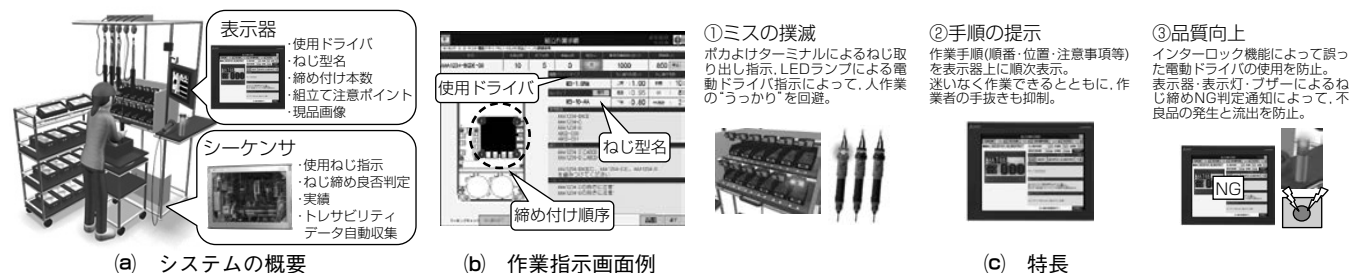 表示器
・使用ドライバ
・ねじ型名
・締め付け本数
・組立て注意ポイント
・現品画像
シーケンサ
・使用ねじ指示
・ねじ締め良否判定
・実績
・トレサビリティ
データ自動収集
(a) システムの概要
使用ドライバ
ねじ型名
締め付け順序
(b) 作業指示画面例
①ミスの撲滅
ポカよけターミナルによるねじ取
り出し指示，LEDランプによる電
動ドライバ指示によって，人作業
の“うっかり”を回避。
②手順の提示
作業手順(順番・位置・注意事項等)
を表示器上に順次表示。
迷いなく作業できるとともに，作
業者の手抜きも抑制。
③品質向上
インターロック機能によって誤っ
た電動ドライバの使用を防止。
表示器・表示灯・ブザーによるね
じ締めNG判定通知によって，不
良品の発生と流出を防止。
NG
(c) 特長